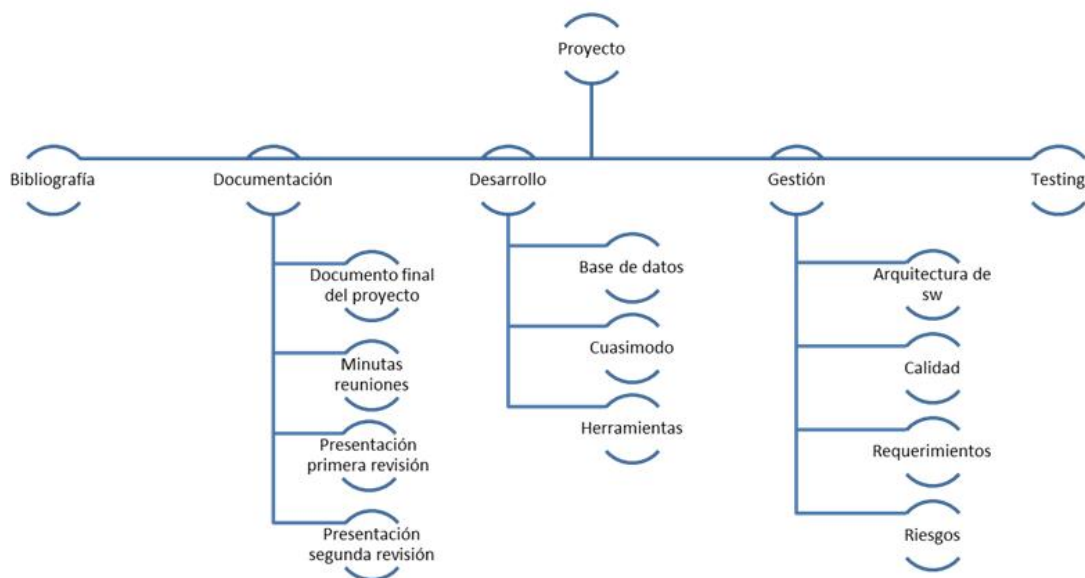 Proyecto
Bibliografía
Documentación
Desarrollo
Gestión
Testing
Documento final
del proyecto
Minutas
reuniones
Presentación
primera revisión
Presentación
segunda revisión
Base de datos
Cuasimodo
Herramientas
Arquitectura de
sw
Calidad
Requerimientos
Riesgos